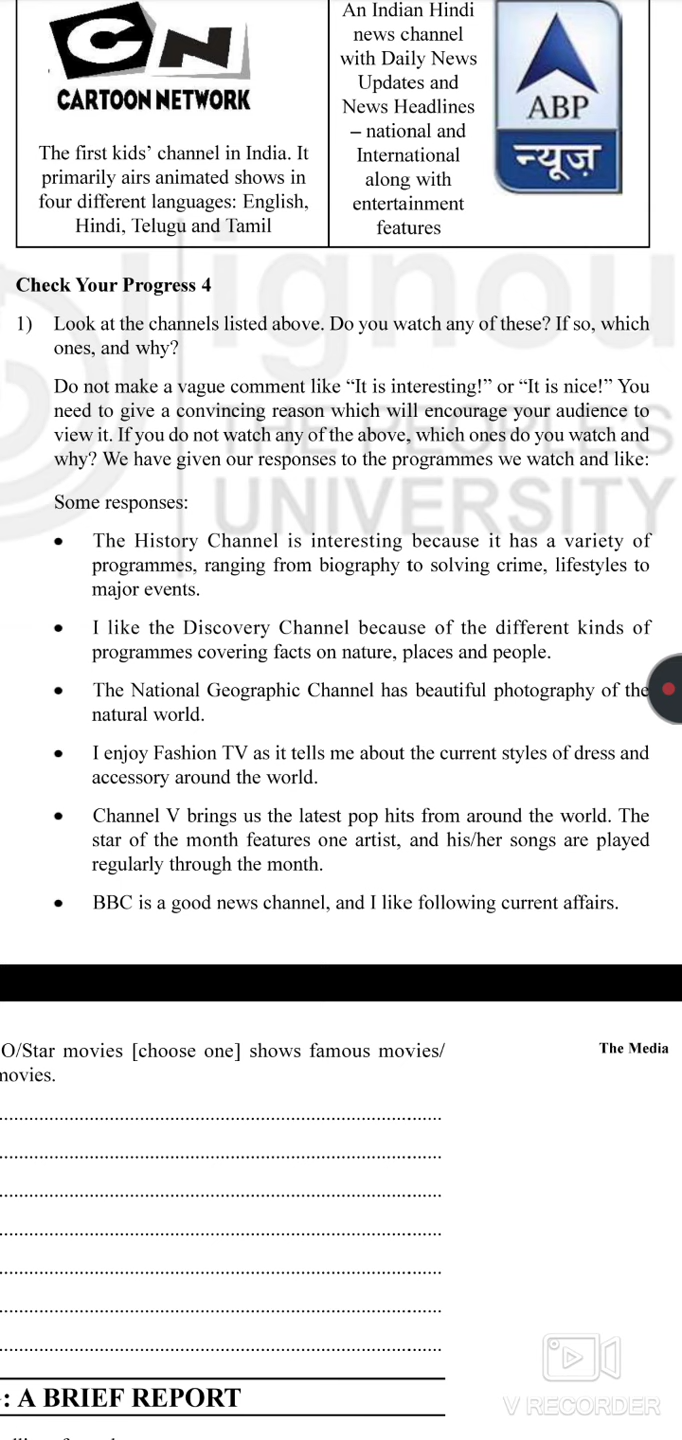 CN
CARTOON NETWORK
The first kids’ channel in India. It
primarily airs animated shows in
four different languages: English,
Hindi, Telugu and Tamil
An Indian Hindi
news channel
with Daily News
Updates and
News Headlines
– national and
International
along with
entertainment
features
ABP
न्यूज़
ignou
THE PEOPLE'S
UNIVERSITY
Check Your Progress 4
1) Look at the channels listed above. Do you watch any of these? If so, which
ones, and why?
Do not make a vague comment like “It is interesting!” or “It is nice!” You
need to give a convincing reason which will encourage your audience to
view it. If you do not watch any of the above, which ones do you watch and
why? We have given our responses to the programmes we watch and like:
Some responses:
• The History Channel is interesting because it has a variety of
programmes, ranging from biography to solving crime, lifestyles to
major events.
• I like the Discovery Channel because of the different kinds of
programmes covering facts on nature, places and people.
• The National Geographic Channel has beautiful photography of the
natural world.
• I enjoy Fashion TV as it tells me about the current styles of dress and
accessory around the world.
• Channel V brings us the latest pop hits from around the world. The
star of the month features one artist, and his/her songs are played
regularly through the month.
• BBC is a good news channel, and I like following current affairs.
O/Star movies [choose one] shows famous movies/
movies.
The Media
: A BRIEF REPORT
V RECORDER